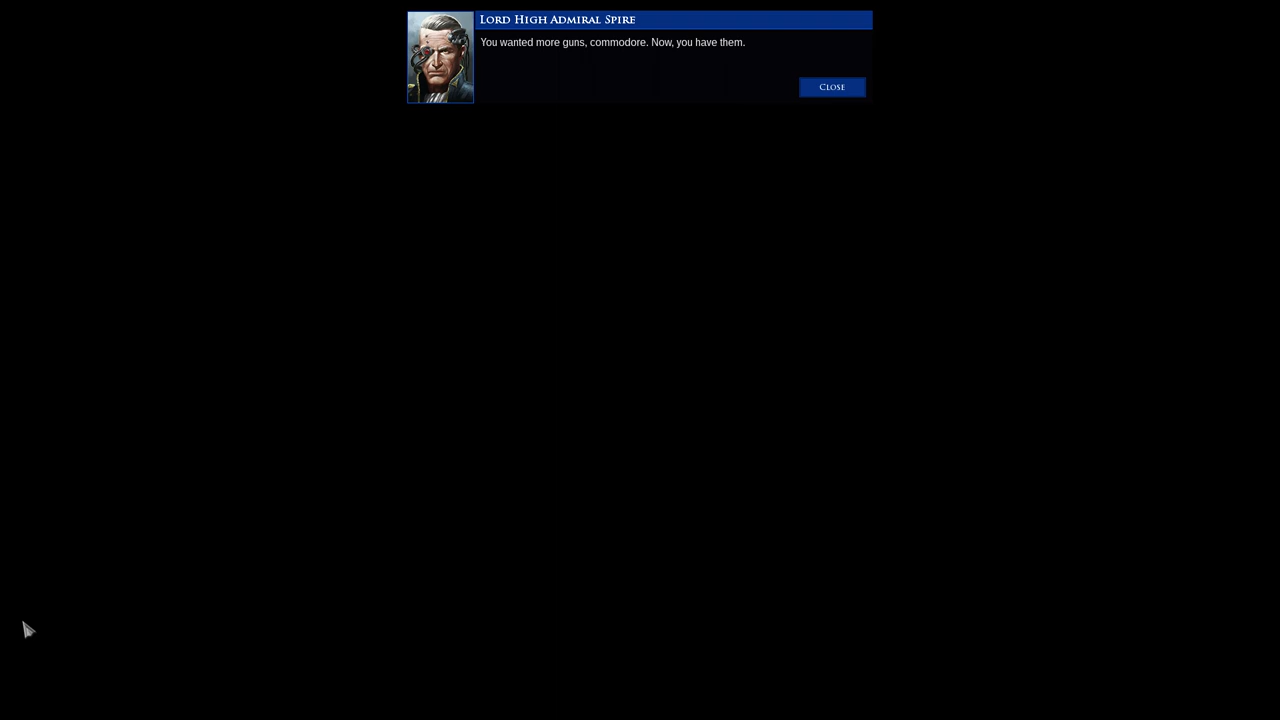 Lord High Admiral Spire
You wanted more guns, commodore. Now, you have them.
Close